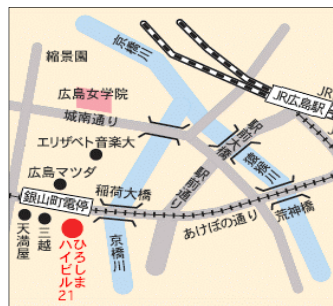 縮景園
京橋川
JR広島駅
JR
広島女学院
城南通り
エリザベト音楽大
駅前大橋
猿猴川
広島マツダ
稲荷大橋
駅前通り
銀山町電停
あけぼの通り
荒神橋
天満屋
三越
ひろしま
ハイビル
21
京橋川